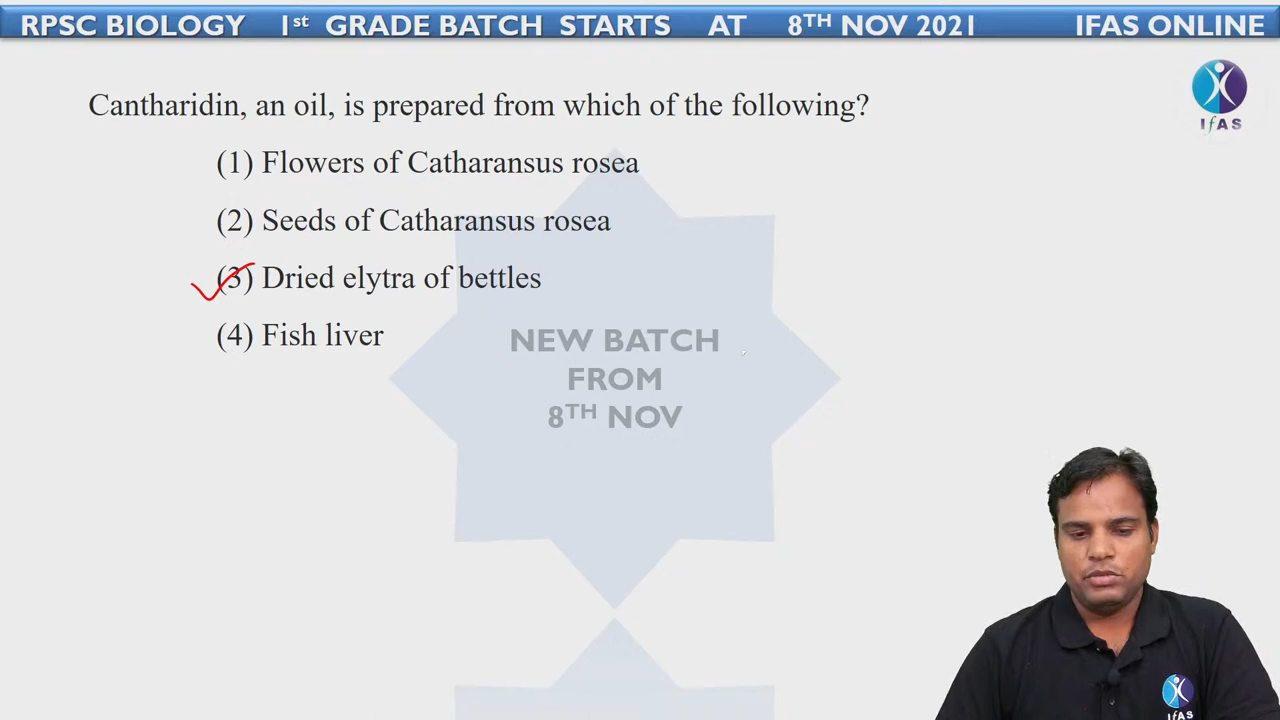 RPSC BIOLOGY 1st GRADE BATCH STARTS AT 8TH NOV 2021 IFAS ONLINE
IfAS
Cantharidin, an oil, is prepared from which of the following?
(1) Flowers of Catharansus rosea
(2) Seeds of Catharansus rosea
(3) Dried elytra of bettles
(4) Fish liver
NEW BATCH
FROM
8TH NOV
IfAS